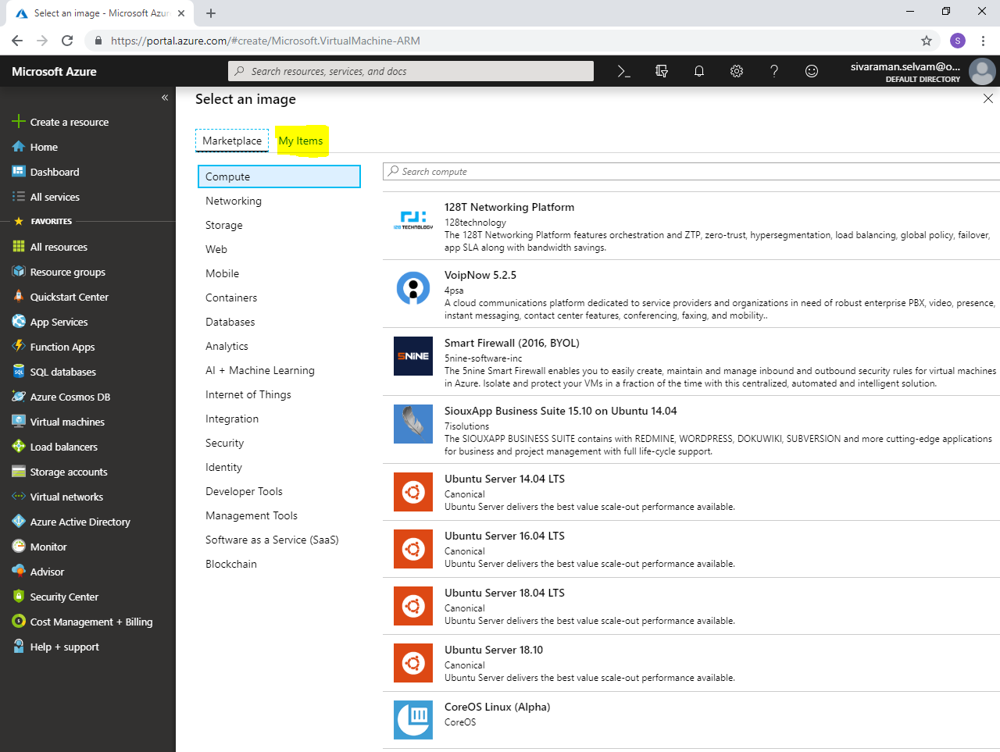 Select an image - Microsoft Azur
https://portal.azure.com/#create/Microsoft.VirtualMachine-ARM
S
Microsoft Azure
Search resources, services, and docs
sivaraman.selvam@o...
DEFAULT DIRECTORY
Create a resource
Home
Dashboard
All services
FAVORITES
All resources
Resource groups
Quickstart Center
App Services
Function Apps
SQL
SQL databases
Azure Cosmos DB
Virtual machines
Load balancers
Storage accounts
Virtual networks
Azure Active Directory
Monitor
Advisor
Security Center
Cost Management + Billing
Help + support
Select an image
Marketplace
My Items
Compute
Networking
Storage
Web
Mobile
Containers
Databases
Analytics
AI + Machine Learning
Internet of Things
Integration
Security
Identity
Developer Tools
Management Tools
Software as a Service (SaaS)
Blockchain
Search compute
128 TECHNOLOGY
128T Networking Platform
128technology
The 128T Networking Platform features orchestration and ZTP, zero-trust, hypersegmentation, load balancing, global policy, failover,
app SLA along with bandwidth savings.
VoipNow 5.2.5
4psa
A cloud communications platform dedicated to service providers and organizations in need of robust enterprise PBX, video, presence,
instant messaging, contact center features, conferencing, faxing, and mobility..
5NINE
Smart Firewall (2016, BYOL)
5nine-software-inc
The 5nine Smart Firewall enables you to easily create, maintain and manage inbound and outbound security rules for virtual machines
in Azure. Isolate and protect your VMs in a fraction of the time with this centralized, automated and intelligent solution.
SiouxApp Business Suite 15.10 on Ubuntu 14.04
7isolutions
The SIOUXAPP BUSINESS SUITE contains with REDMINE, WORDPRESS, DOKUWIKI, SUBVERSION and more cutting-edge applications
for business and project management with full life-cycle support.
Ubuntu Server 14.04 LTS
Canonical
Ubuntu Server delivers the best value scale-out performance available.
Ubuntu Server 16.04 LTS
Canonical
Ubuntu Server delivers the best value scale-out performance available.
Ubuntu Server 18.04 LTS
Canonical
Ubuntu Server delivers the best value scale-out performance available.
Ubuntu Server 18.10
Canonical
Ubuntu Server delivers the best value scale-out performance available.
CoreOS Linux (Alpha)
CoreOS